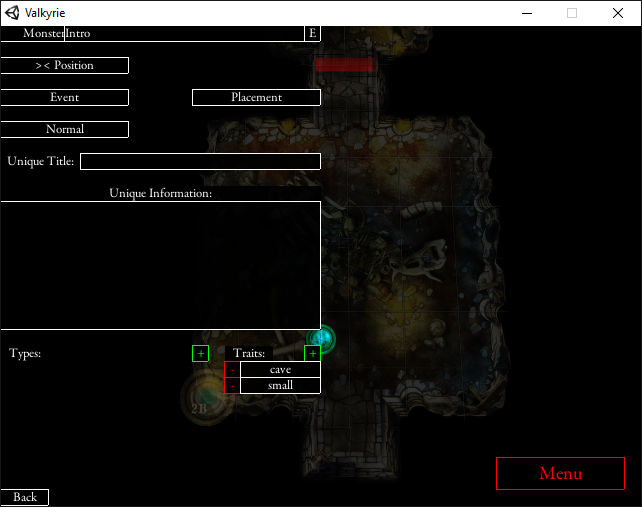 Valkyrie
Monster Intro E
>< Position
Event Placement
Normal
Unique Title:
Unique Information:
Types: + Traits: +
- cave
- small
2B
Menu
Back